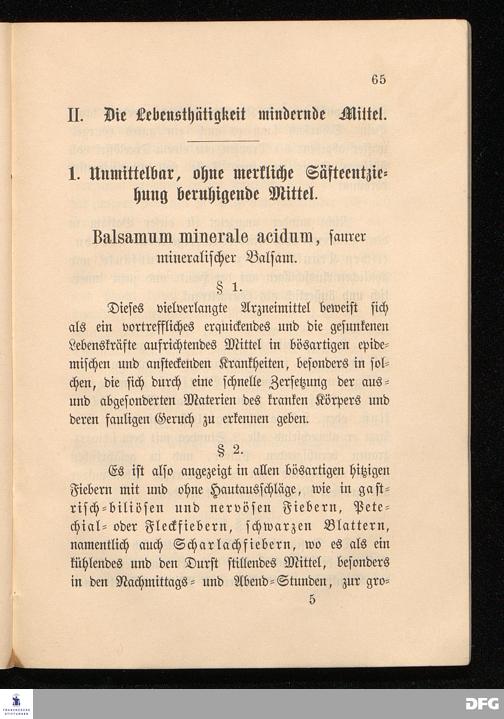 65
II. Die Lebensthätigkeit mindernde Mittel.
1. Unmittelbar, ohne merkliche Säfteentzie-
hung beruhigende Mittel.
Balsamum minerale acidum, saurer
mineralischer Balsam.
§ 1.
Dieses vielverlangte Arzneimittel beweist sich
als ein vortreffliches erquickendes und die gesunkenen
Lebenskräfte aufrichtendes Mittel in bösartigen epide-
mischen und ansteckenden Krankheiten, besonders in sol-
chen, die sich durch eine schnelle Zersetzung der aus-
und abgesonderten Materien des kranken Körpers und
deren fauligen Geruch zu erkennen geben.
§ 2.
Es ist also angezeigt in allen bösartigen hitzigen
Fiebern mit und ohne Hautausschläge, wie in gast-
risch-biliösen und nervösen Fiebern, Pete-
chial- oder Fleckfiebern, schwarzen Blattern,
namentlich auch Scharlachfiebern, wo es als ein
kühlendes und den Durst stillendes Mittel, besonders
in den Nachmittags- und Abend-Stunden, zur gro-
5
FRANCKESCHE
STIFTUNGEN
DFG